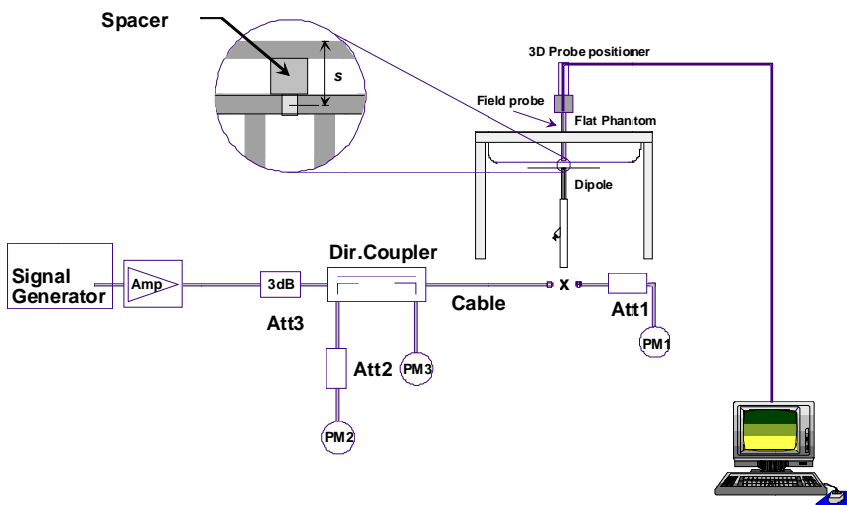 Spacer
s
3D Probe positioner
Field probe
Flat Phantom
Dipole
Signal
Generator
Amp
3dB
Att3
Dir.Coupler
Cable
x
Att1
PM1
Att2
PM3
PM2